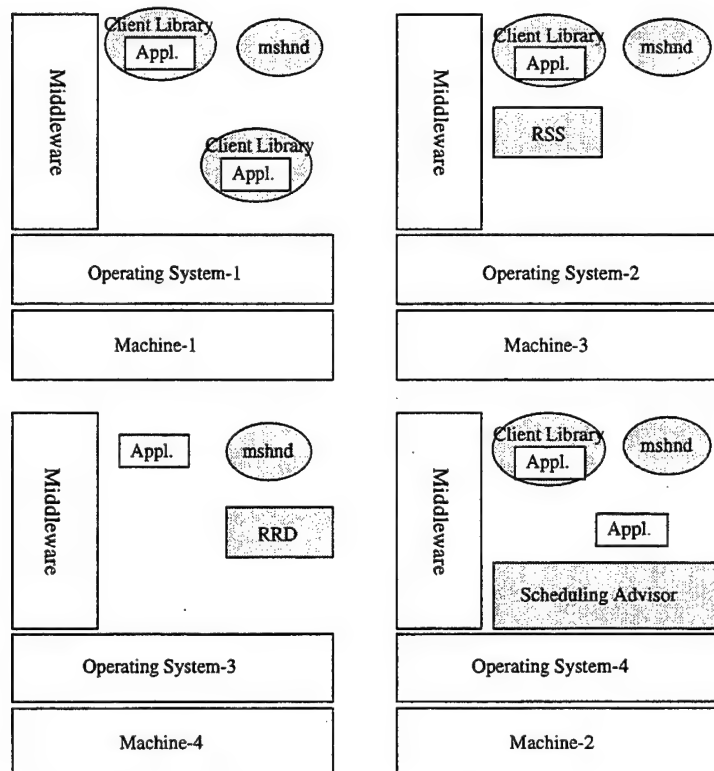 Client Library
Appl.
mshnd
Middleware
Client Library
Appl.
Operating System-1
Machine-1
Client Library
Appl.
mshnd
Middleware
RSS
Operating System-2
Machine-3
Appl.
mshnd
Middleware
RRD
Operating System-3
Machine-4
Client Library
Appl.
mshnd
Middleware
Appl.
Scheduling Advisor
Operating System-4
Machine-2